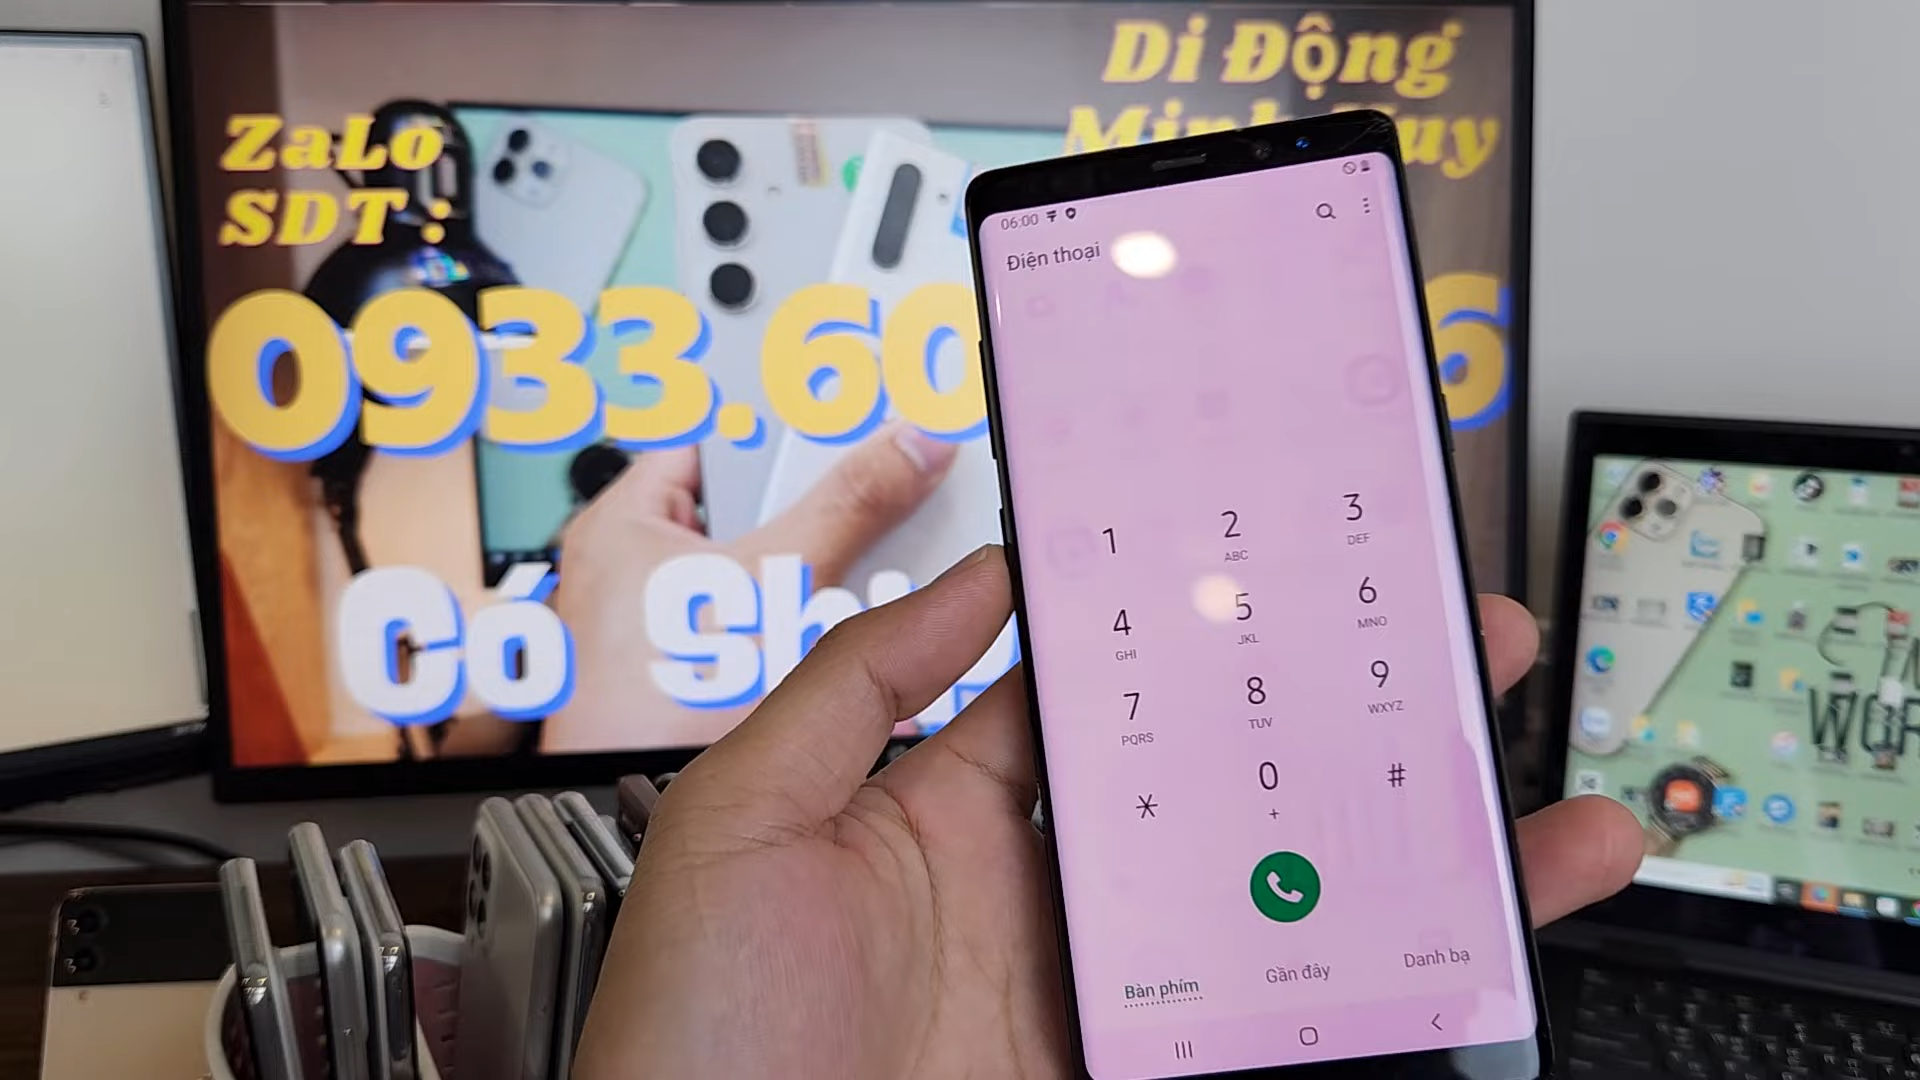 Di Động
ZaLo
SDT :
0933.60
6
Có
06:00
Điện thoại
1
2
ABC
3
DEF
4
GHI
5
JKL
6
MNO
7
PQRS
8
TUV
9
WXYZ
*
0
+
#
Bàn phím
Gần đây
Danh bạ